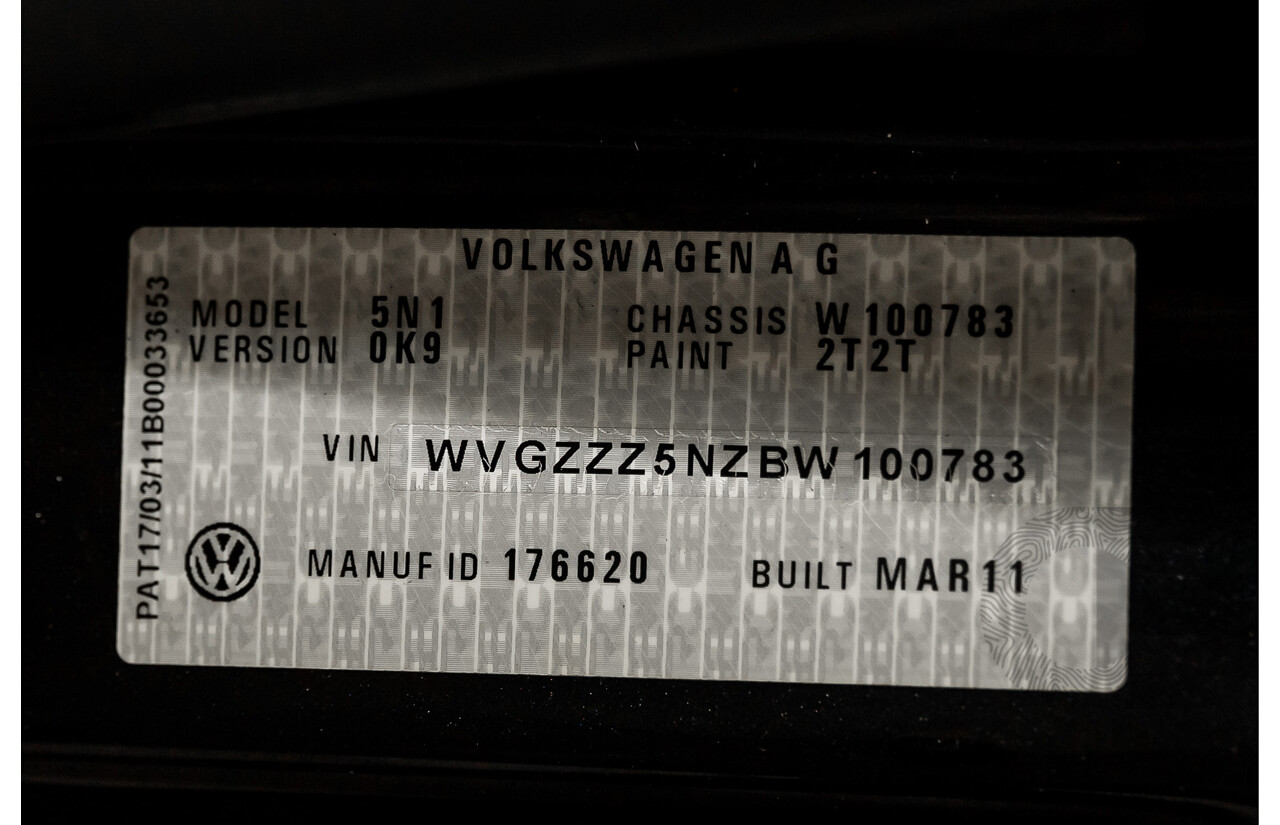 VOLKSWAGEN A G
MODEL 5N1 CHASSIS W 100783
VERSION 0K9 PAINT 2T2T
VIN WVGZZZ5NZBW100783
MANUF ID 176620 BUILT MAR11
PAT17/03/11B00033653